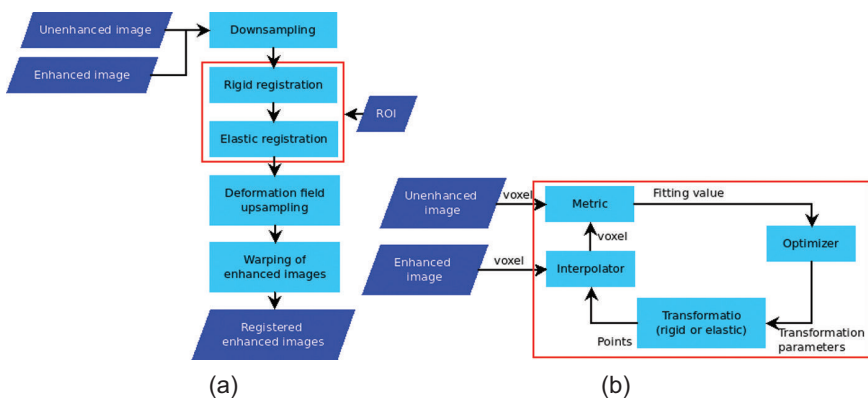 Unenhanced image
Enhanced image
Downsampling
Rigid registration
Elastic registration
ROI
Deformation field
upsampling
Warping of
enhanced images
Registered
enhanced images
(a)
Unenhanced
image
voxel
Metric
Fitting value
Optimizer
voxel
Enhanced
image
voxel
Interpolator
Transformatio
(rigid or elastic)
Points
Transformation
parameters
(b)